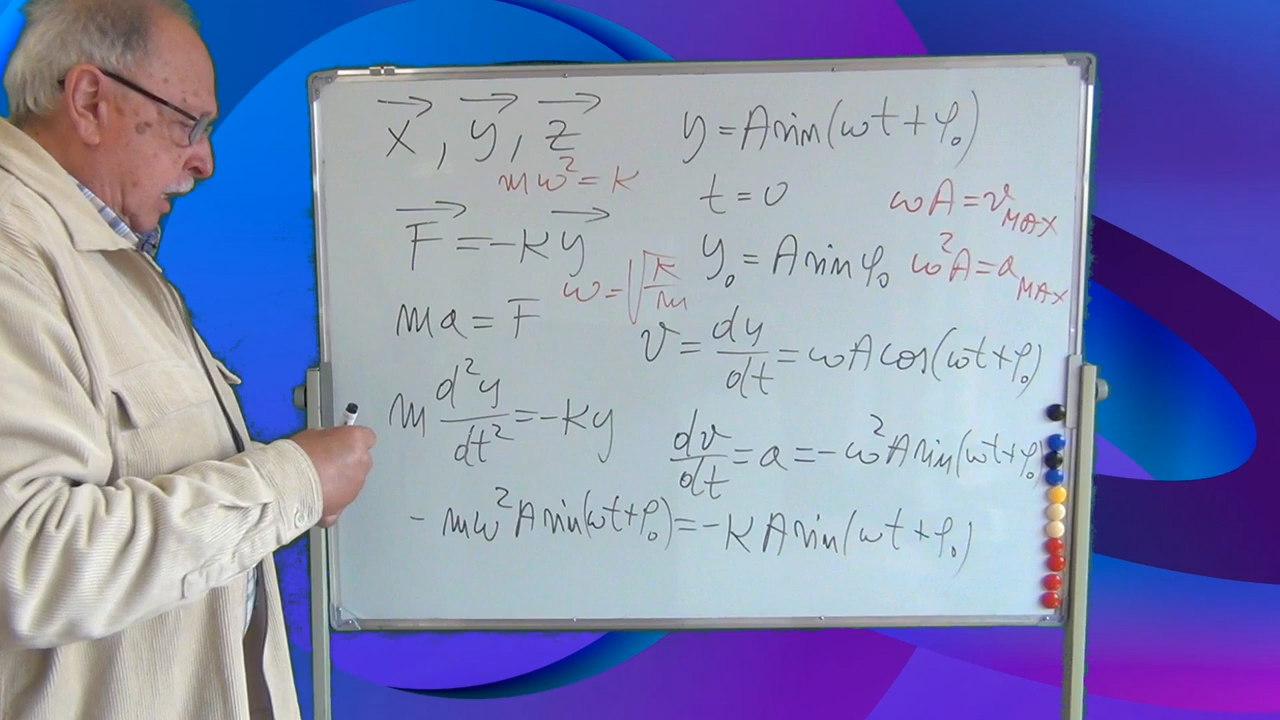 x⃗, y⃗, z⃗
mω² = k
F⃗ = -ky⃗
ω = √(k/m)
ma = F
m d²y/dt² = -ky
y = A sin(ωt + φ₀)
t = 0
ωA = v_MAX
y₀ = A sin φ₀
ω²A = a_MAX
v = dy/dt = ωA cos(ωt + φ₀)
dv/dt = a = -ω²A sin(ωt + φ₀)
- mω²A sin(ωt + φ₀) = -kA sin(ωt + φ₀)